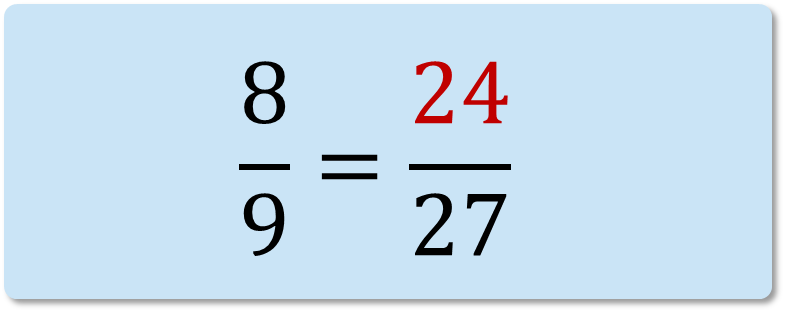 8/9 = 24/27